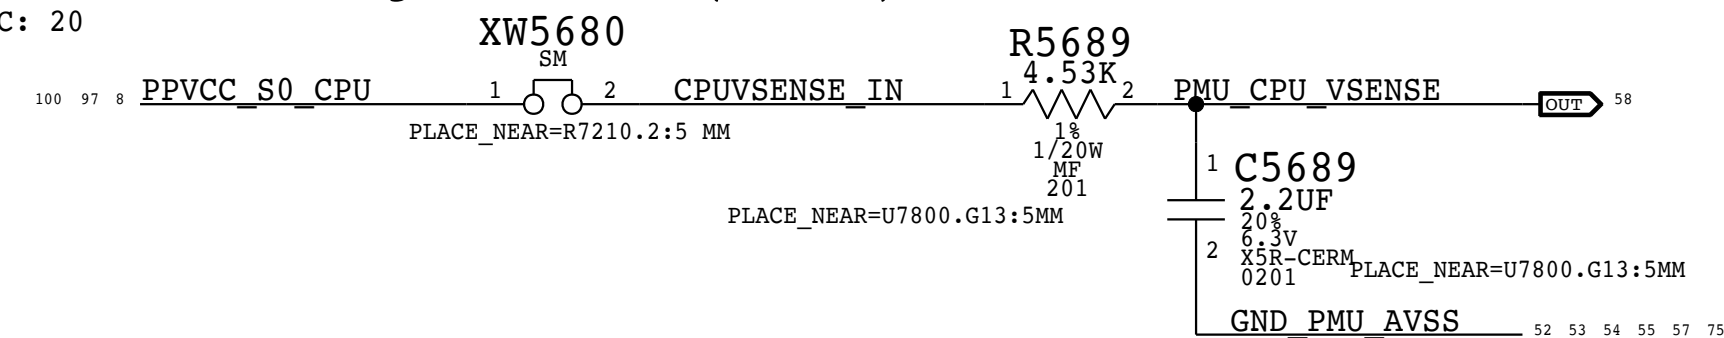 C: 20
XW5680
SM
100 97 8 PPVCC_S0_CPU 1 2 CPUVSENSE_IN
PLACE_NEAR=R7210.2:5 MM
R5689
4.53K
1 2
1%
1/20W
MF
201
PLACE_NEAR=U7800.G13:5MM
PMU_CPU_VSENSE OUT 58
1 C5689
2.2UF
20%
6.3V
2 X5R-CERM
0201
PLACE_NEAR=U7800.G13:5MM
GND_PMU_AVSS 52 53 54 55 57 75